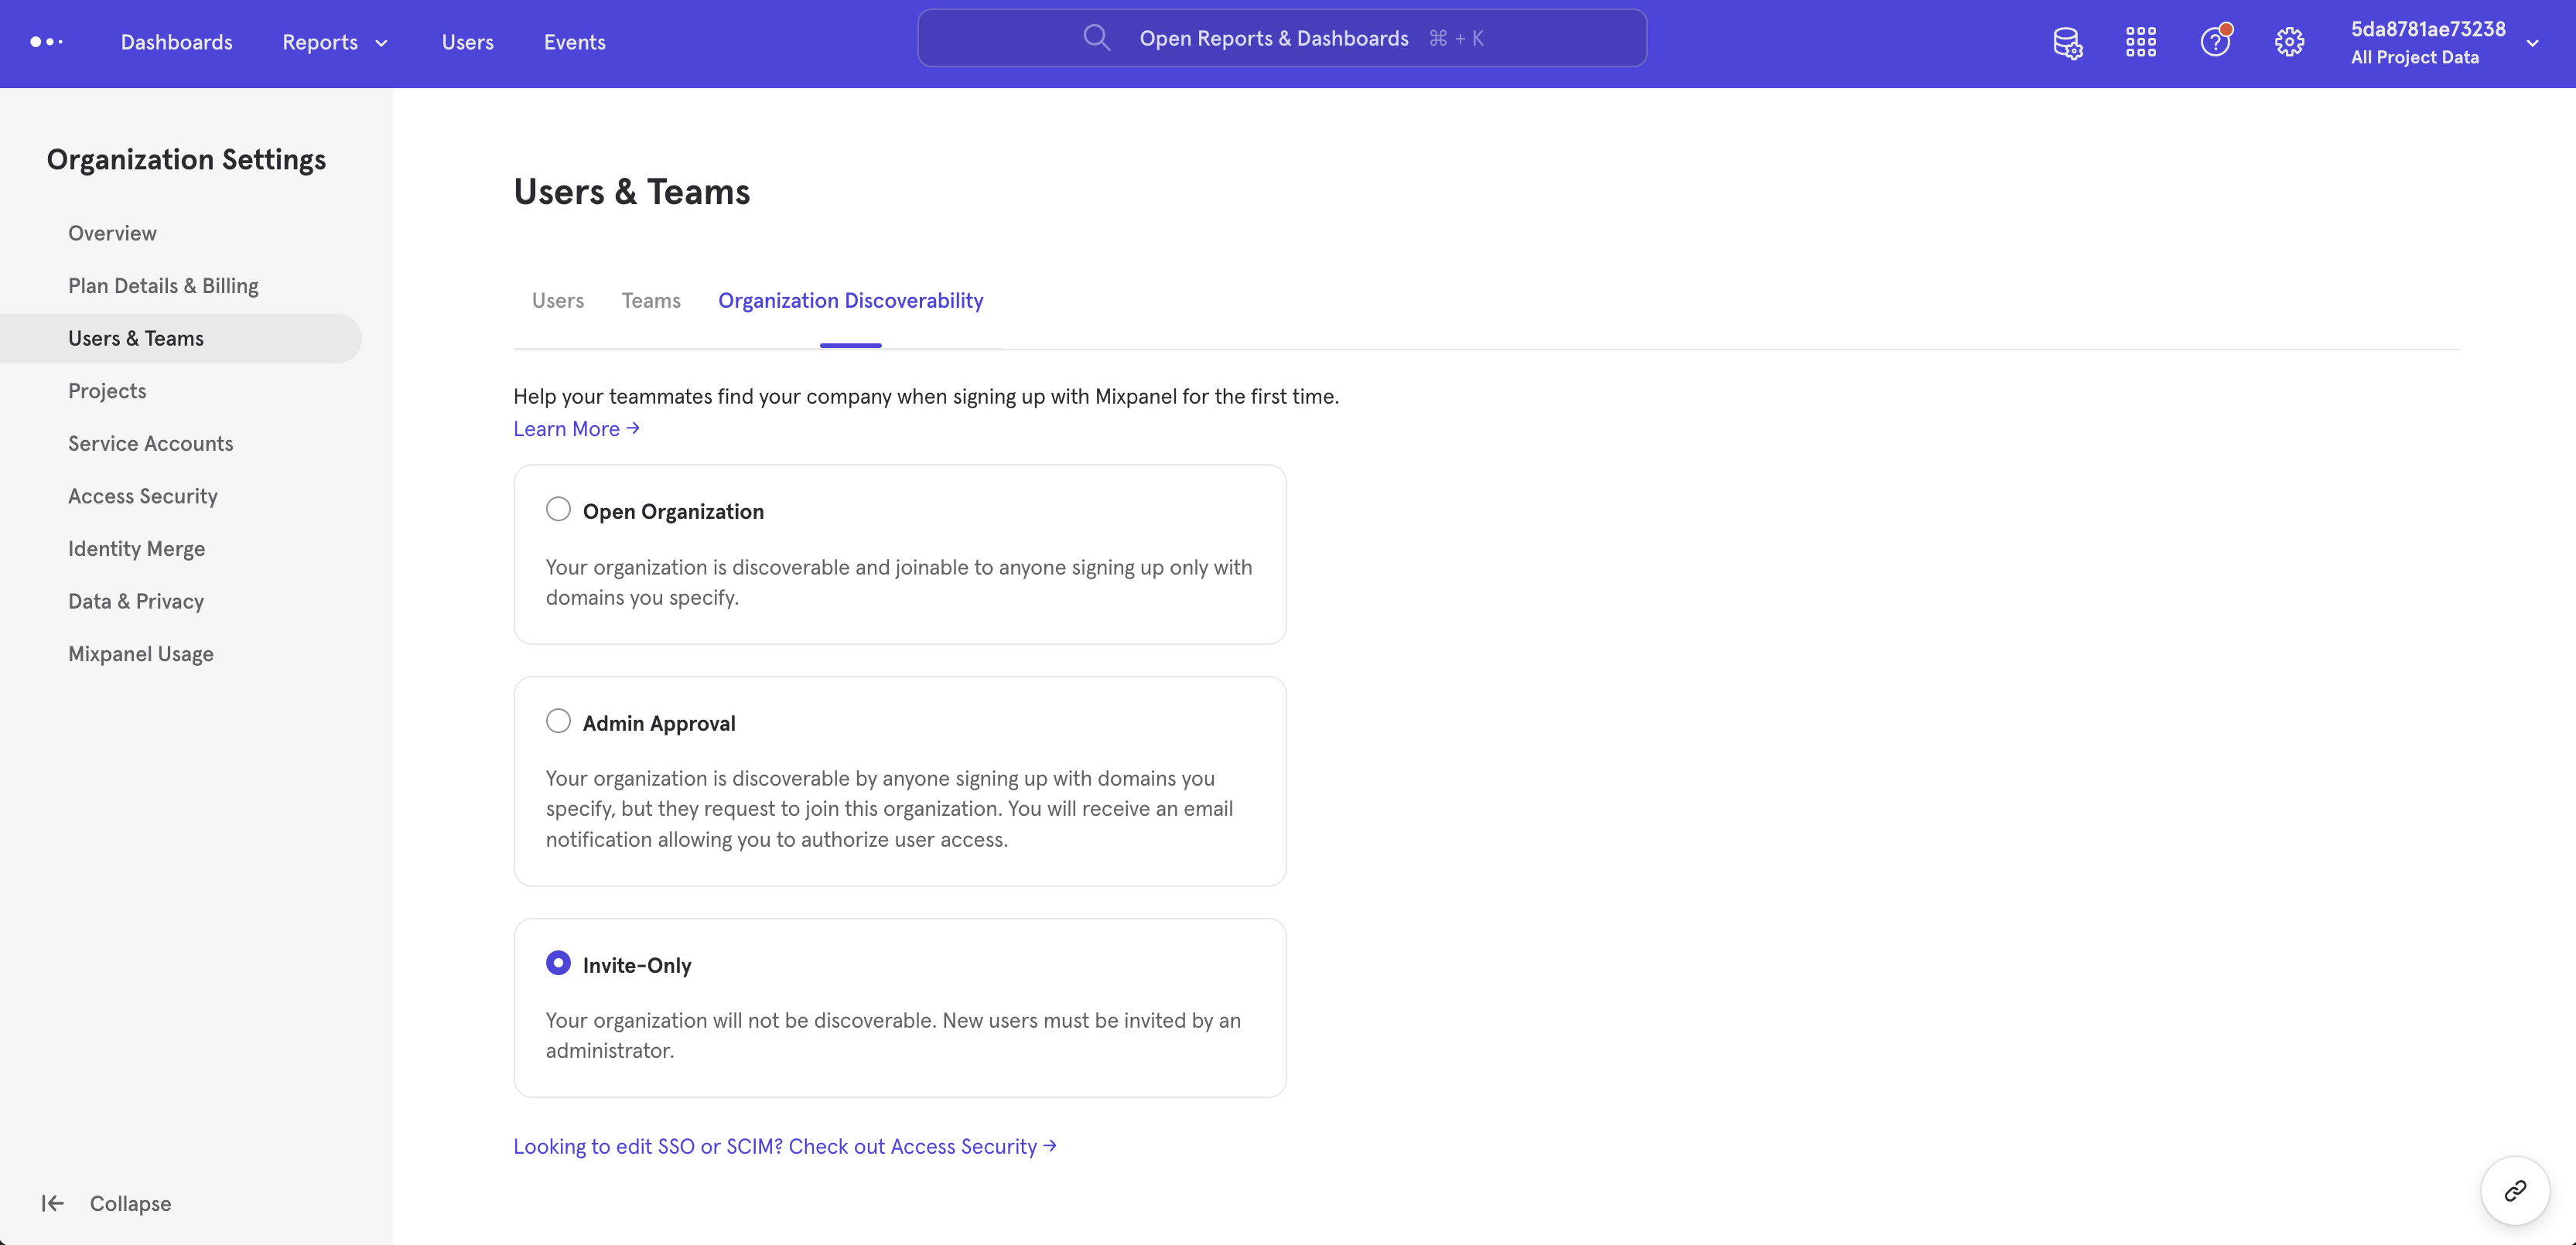 Dashboards
Reports
Users
Events
Open Reports & Dashboards ⌘ + K
5da8781ae73238
All Project Data
Organization Settings
Overview
Plan Details & Billing
Users & Teams
Projects
Service Accounts
Access Security
Identity Merge
Data & Privacy
Mixpanel Usage
Collapse
Users & Teams
Users
Teams
Organization Discoverability
Help your teammates find your company when signing up with Mixpanel for the first time.
Learn More →
Open Organization
Your organization is discoverable and joinable to anyone signing up only with
domains you specify.
Admin Approval
Your organization is discoverable by anyone signing up with domains you
specify, but they request to join this organization. You will receive an email
notification allowing you to authorize user access.
Invite-Only
Your organization will not be discoverable. New users must be invited by an
administrator.
Looking to edit SSO or SCIM? Check out Access Security →